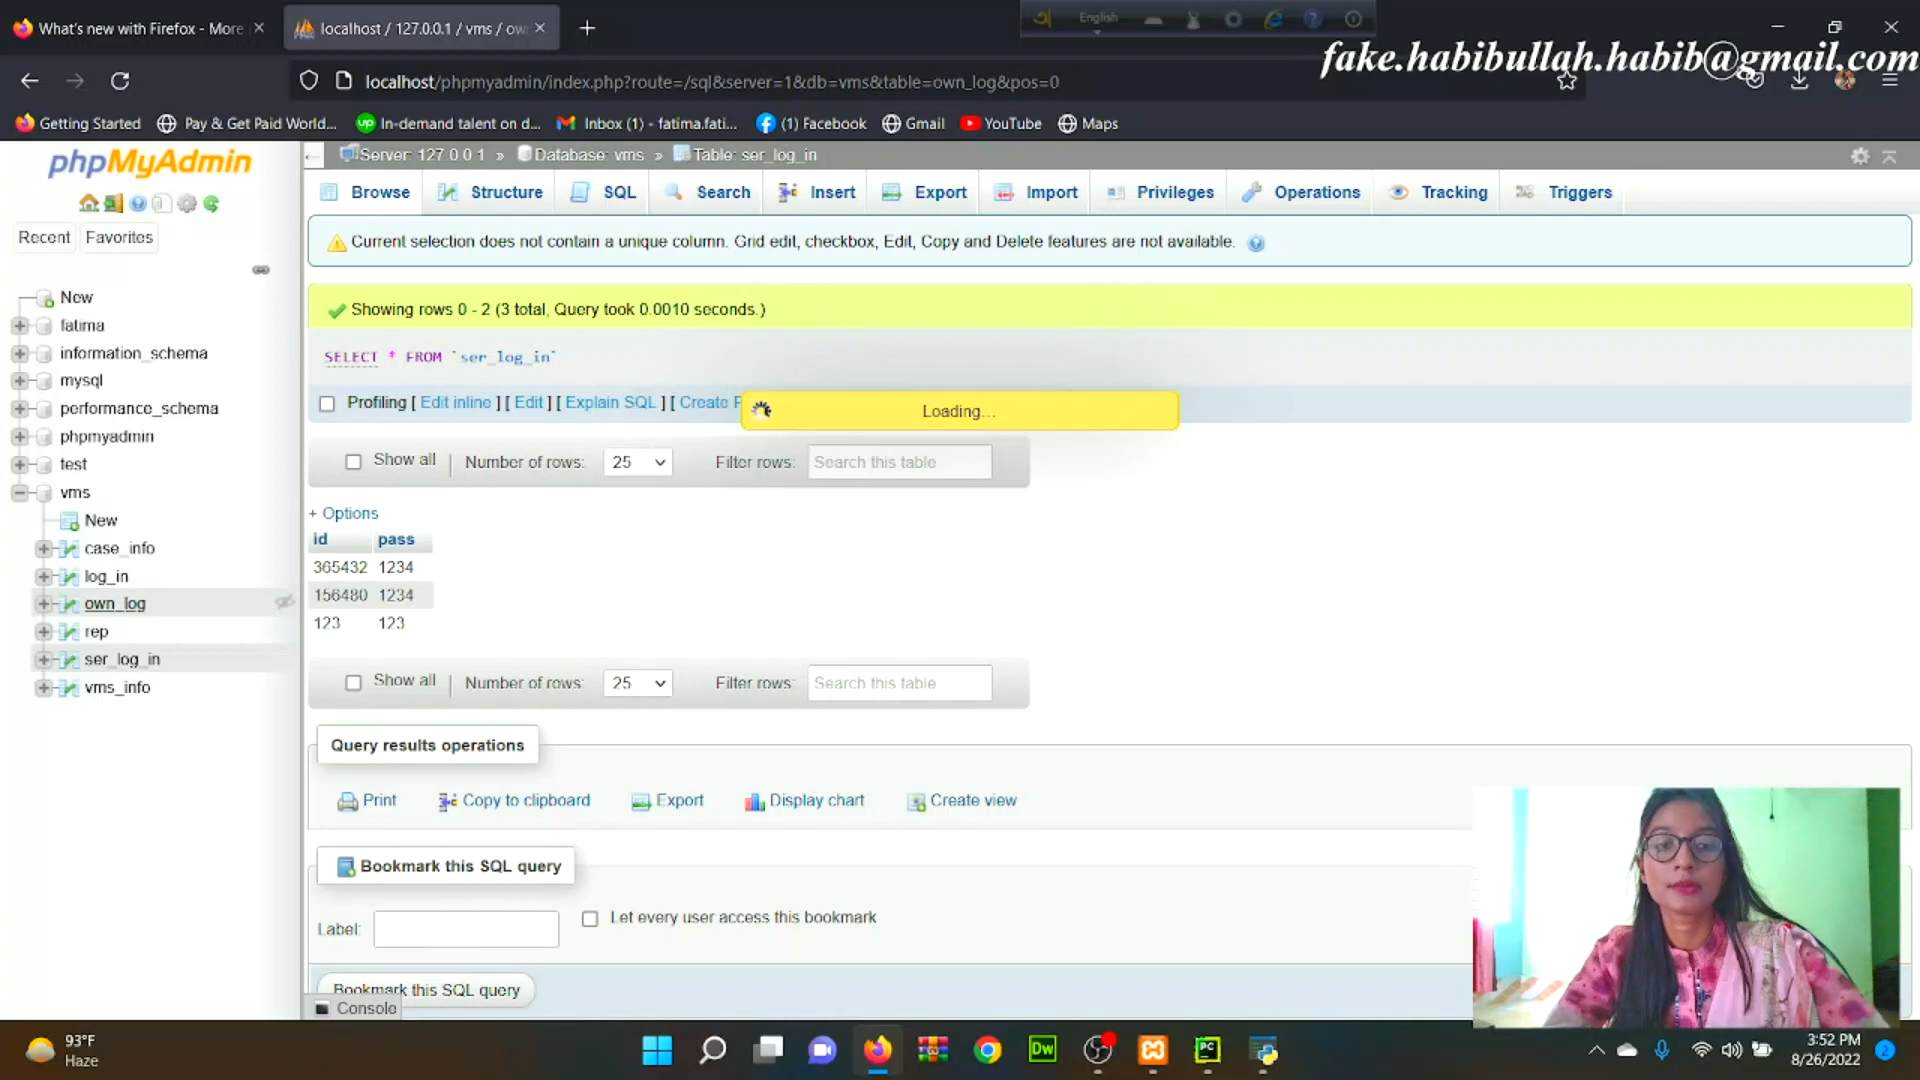 What's new with Firefox - More
localhost / 127.0.0.1 / vms / ow
English
fake.habibullah.habib@gmail.com
localhost/phpmyadmin/index.php?route=/sql&server=1&db=vms&table=own_log&pos=0
Getting Started
Pay & Get Paid World...
In-demand talent on d...
Inbox (1) - fatima.fati...
(1) Facebook
Gmail
YouTube
Maps
phpMyAdmin
Recent
Favorites
New
fatima
information_schema
mysql
performance_schema
phpmyadmin
test
vms
New
case_info
log_in
own_log
rep
ser_log_in
vms_info
Server: 127.0.0.1 » Database: vms » Table: ser_log_in
Browse
Structure
SQL
Search
Insert
Export
Import
Privileges
Operations
Tracking
Triggers
Current selection does not contain a unique column. Grid edit, checkbox, Edit, Copy and Delete features are not available.
Showing rows 0 - 2 (3 total, Query took 0.0010 seconds.)
SELECT * FROM `ser_log_in`
Profiling [ Edit inline ] [ Edit ] [ Explain SQL ] [ Create P
Loading...
Show all
Number of rows: 25
Filter rows: Search this table
+ Options
id pass
365432 1234
156480 1234
123 123
Show all
Number of rows: 25
Filter rows: Search this table
Query results operations
Print
Copy to clipboard
Export
Display chart
Create view
Bookmark this SQL query
Label:
Let every user access this bookmark
Bookmark this SQL query
Console
93°F
Haze
Dw
PC
3:52 PM
8/26/2022
2